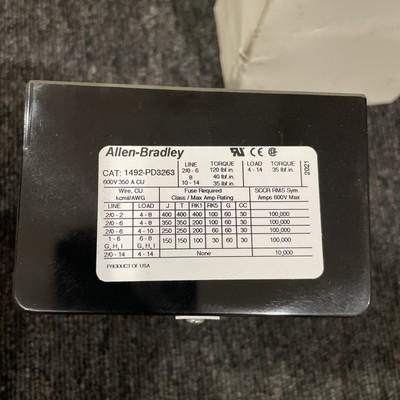 Allen-Bradley
CAT: 1492-PD3263
600V 350 A CU
LINE TORQUE LOAD TORQUE
2/0 - 6 120 lbf in. 4 - 14 35 lbf in.
8 40 lbf in.
10 - 14 35 lbf in.
2021
Wire, CU Fuse Required SCCR RMS Sym.
kcmil/AWG Class / Max Amp Rating Amps 600V Max
LINE LOAD J T RK1 RK5 G CC
2/0 - 2 4 - 8 400 400 100 60 30 100,000
2/0 - 6 4 - 8 350 350 200 100 60 30 100,000
2/0 - 6 4 - 10 250 200 60 60 30 100,000
1 - 6 6 - 8 150 150 100 30 60 30 100,000
G, H, I G, H, I
2/0 - 14 4 - 14 None 10,000
PRODUCT OF USA